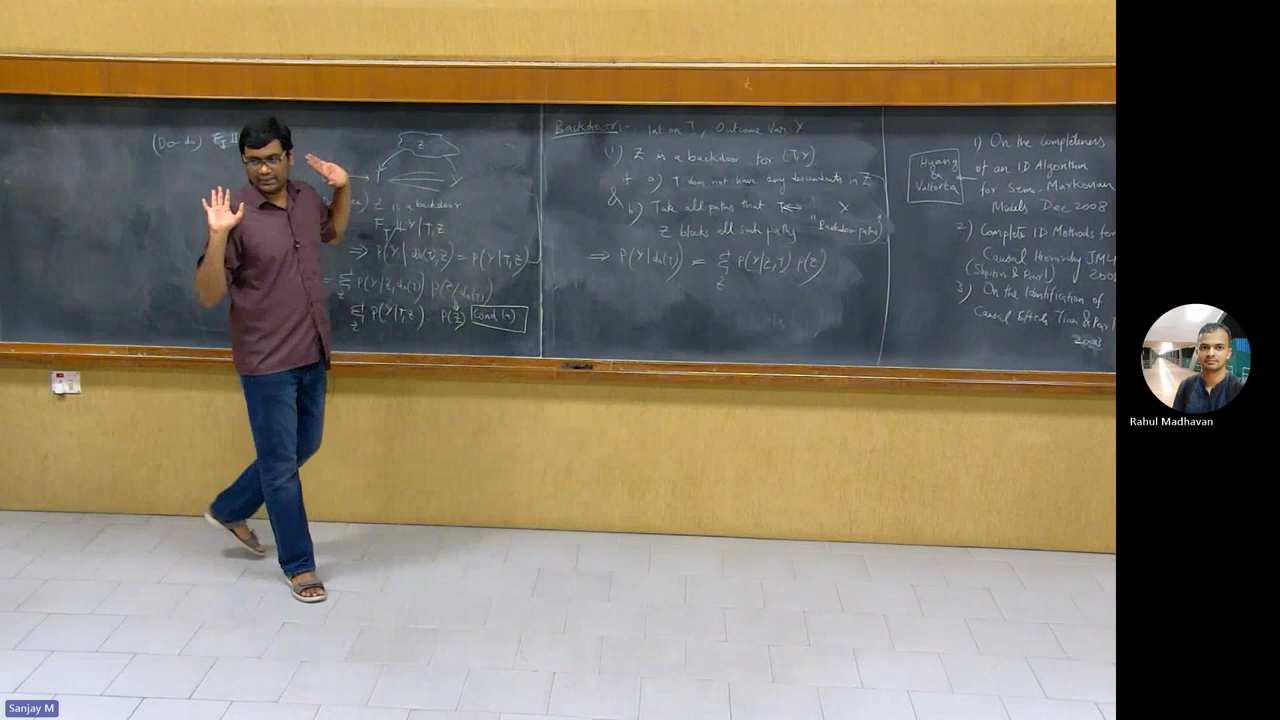 (Do-do) F_T ⫫
Z
T
Y
Z is a backdoor
F_T ⫫ Y | T, Z
⇒ P(Y | do(T), Z) = P(Y | T, Z)
= Σ_Z P(Y | Z, do(T)) P(Z | do(T))
Σ_Z P(Y | T, Z) P(Z) Cond (a)
Backdoor:- Int on T, Outcome Var Y
(1) Z is a backdoor for (T, Y)
if a) T does not have any descendants in Z
& b) Take all paths that T ← Y
"Backdoor paths"
Z blocks all such paths
⇒ P(Y | do(T)) = Σ_Z P(Y | Z, T) P(Z)
Huang
&
Valtorta
1) On the completeness
of an ID Algorithm
for Semi-Markovian
Models Dec 2008
2) Complete ID Methods for
Causal Hierarchy JMLR
(Shpitser & Pearl) 2008
3) On the Identification of
Causal Effects Tian & Pearl
2003
Rahul Madhavan
Sanjay M